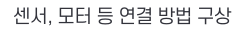 센서, 모터 등 연결 방법 구상